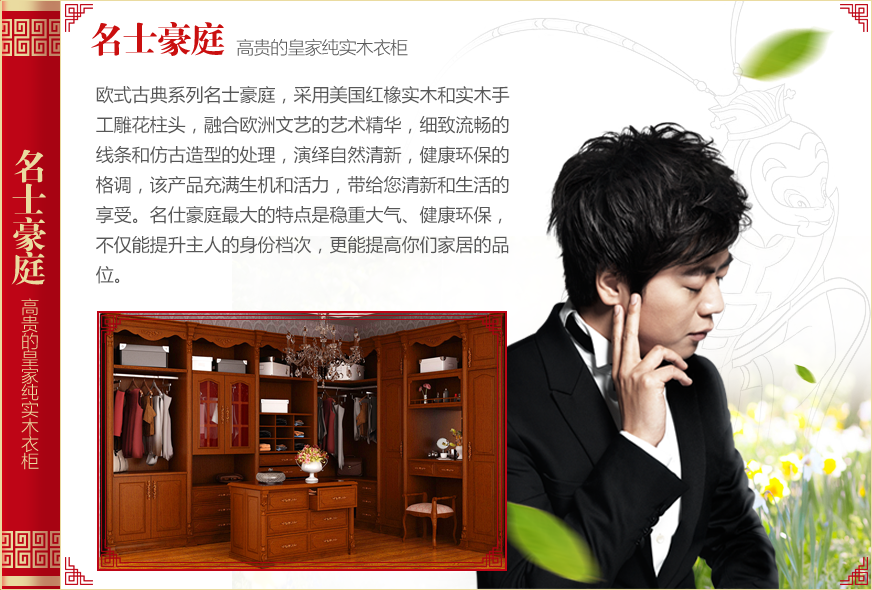 名士豪庭
高贵的皇家纯实木衣柜
名士豪庭 高贵的皇家纯实木衣柜
欧式古典系列名士豪庭，采用美国红橡实木和实木手
工雕花柱头，融合欧洲文艺的艺术精华，细致流畅的
线条和仿古造型的处理，演绎自然清新，健康环保的
格调，该产品充满生机和活力，带给您清新和生活的
享受。名仕豪庭最大的特点是稳重大气、健康环保，
不仅能提升主人的身份档次，更能提高你们家居的品
位。